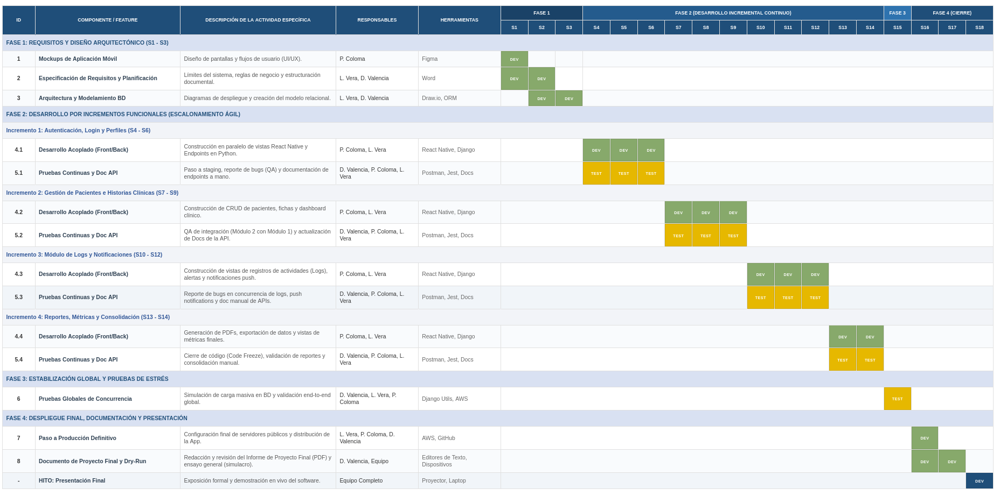 ID COMPONENTE / FEATURE DESCRIPCIÓN DE LA ACTIVIDAD ESPECÍFICA RESPONSABLES HERRAMIENTAS FASE 1 FASE 2 (DESARROLLO INCREMENTAL CONTINUO) FASE 3 FASE 4 (CIERRE)
S1 S2 S3 S4 S5 S6 S7 S8 S9 S10 S11 S12 S13 S14 S15 S16 S17 S18
FASE 1: REQUISITOS Y DISEÑO ARQUITECTÓNICO (S1 - S3)
1 Mockups de Aplicación Móvil Diseño de pantallas y flujos de usuario (UI/UX). P. Coloma Figma DEV
2 Especificación de Requisitos y Planificación Límites del sistema, reglas de negocio y estructuración
documental. L. Vera, D. Valencia Word DEV DEV
3 Arquitectura y Modelamiento BD Diagramas de despliegue y creación del modelo relacional. L. Vera, D. Valencia Draw.io, ORM DEV DEV
FASE 2: DESARROLLO POR INCREMENTOS FUNCIONALES (ESCALONAMIENTO ÁGIL)
Incremento 1: Autenticación, Login y Perfiles (S4 - S6)
4.1 Desarrollo Acoplado (Front/Back) Construcción en paralelo de vistas React Native y
Endpoints en Python. P. Coloma, L. Vera React Native, Django DEV DEV DEV
5.1 Pruebas Continuas y Doc API Paso a staging, reporte de bugs (QA) y documentación de
endpoints a mano. D. Valencia, P. Coloma, L.
Vera Postman, Jest, Docs TEST TEST TEST
Incremento 2: Gestión de Pacientes e Historias Clínicas (S7 - S9)
4.2 Desarrollo Acoplado (Front/Back) Construcción de CRUD de pacientes, fichas y dashboard
clínico. P. Coloma, L. Vera React Native, Django DEV DEV DEV
5.2 Pruebas Continuas y Doc API QA de integración (Módulo 2 con Módulo 1) y actualización
de Docs de la API. D. Valencia, P. Coloma, L.
Vera Postman, Jest, Docs TEST TEST TEST
Incremento 3: Módulo de Logs y Notificaciones (S10 - S12)
4.3 Desarrollo Acoplado (Front/Back) Construcción de vistas de registros de actividades (Logs),
alertas y notificaciones push. P. Coloma, L. Vera React Native, Django DEV DEV DEV
5.3 Pruebas Continuas y Doc API Reporte de bugs en concurrencia de logs, push
notifications y doc manual de APIs. D. Valencia, P. Coloma, L.
Vera Postman, Jest, Docs TEST TEST TEST
Incremento 4: Reportes, Métricas y Consolidación (S13 - S14)
4.4 Desarrollo Acoplado (Front/Back) Generación de PDFs, exportación de datos y vistas de
métricas finales. P. Coloma, L. Vera React Native, Django DEV DEV
5.4 Pruebas Continuas y Doc API Cierre de código (Code Freeze), validación de reportes y
consolidación manual. D. Valencia, P. Coloma, L.
Vera Postman, Jest, Docs TEST TEST
FASE 3: ESTABILIZACIÓN GLOBAL Y PRUEBAS DE ESTRÉS
6 Pruebas Globales de Concurrencia Simulación de carga masiva en BD y validación end-to-end
global. D. Valencia, L. Vera, P.
Coloma Django Utils, AWS TEST
FASE 4: DESPLIEGUE FINAL, DOCUMENTACIÓN Y PRESENTACIÓN
7 Paso a Producción Definitivo Configuración final de servidores públicos y distribución de
la App. L. Vera, P. Coloma, D.
Valencia AWS, GitHub DEV
8 Documento de Proyecto Final y Dry-Run Redacción y revisión del Informe de Proyecto Final (PDF) y
ensayo general (simulacro). D. Valencia, Equipo Editores de Texto,
Dispositivos DEV DEV
- HITO: Presentación Final Exposición formal y demostración en vivo del software. Equipo Completo Proyector, Laptop DEV